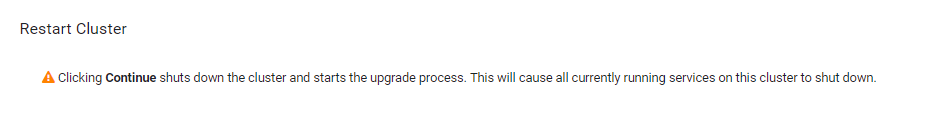 Restart Cluster
Clicking Continue shuts down the cluster and starts the upgrade process. This will cause all currently running services on this cluster to shut down.